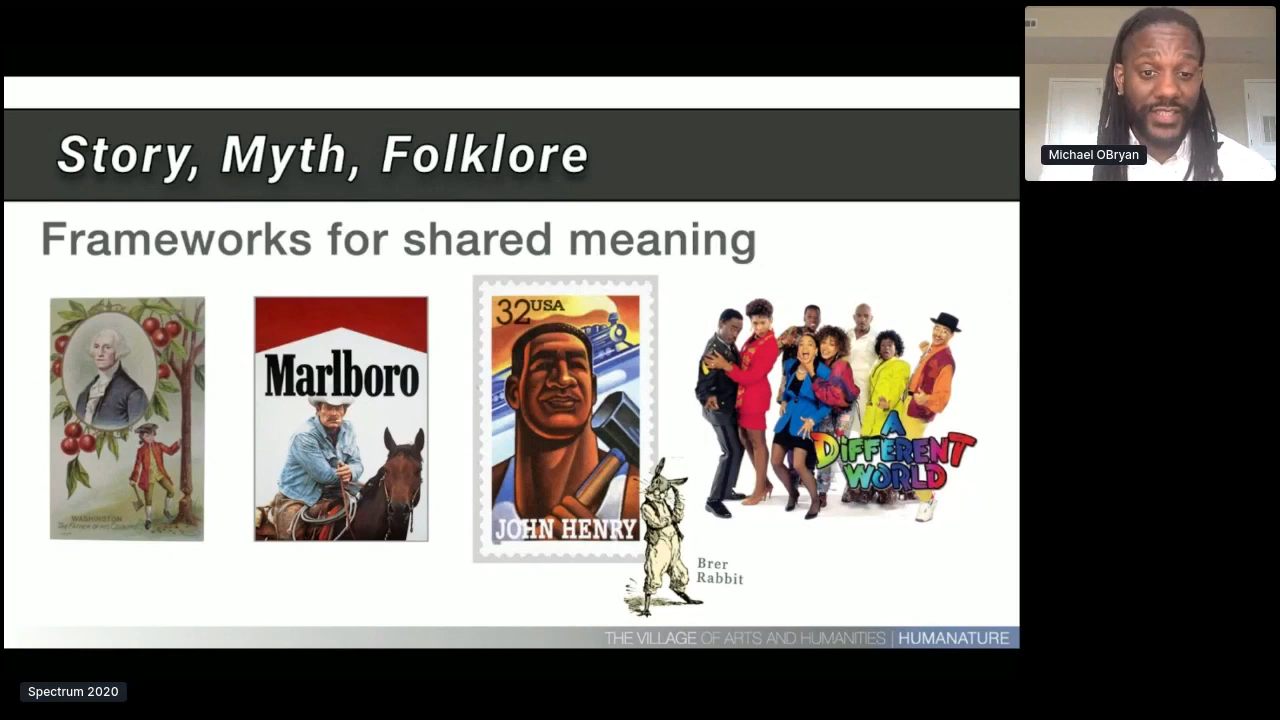 Story, Myth, Folklore
Frameworks for shared meaning
WASHINGTON
Marlboro
32USA
JOHN HENRY
A
DiFFERENT
WORLD
Brer
Rabbit
THE VILLAGE OF ARTS AND HUMANITIES | HUMANATURE
Michael OBryan
Spectrum 2020